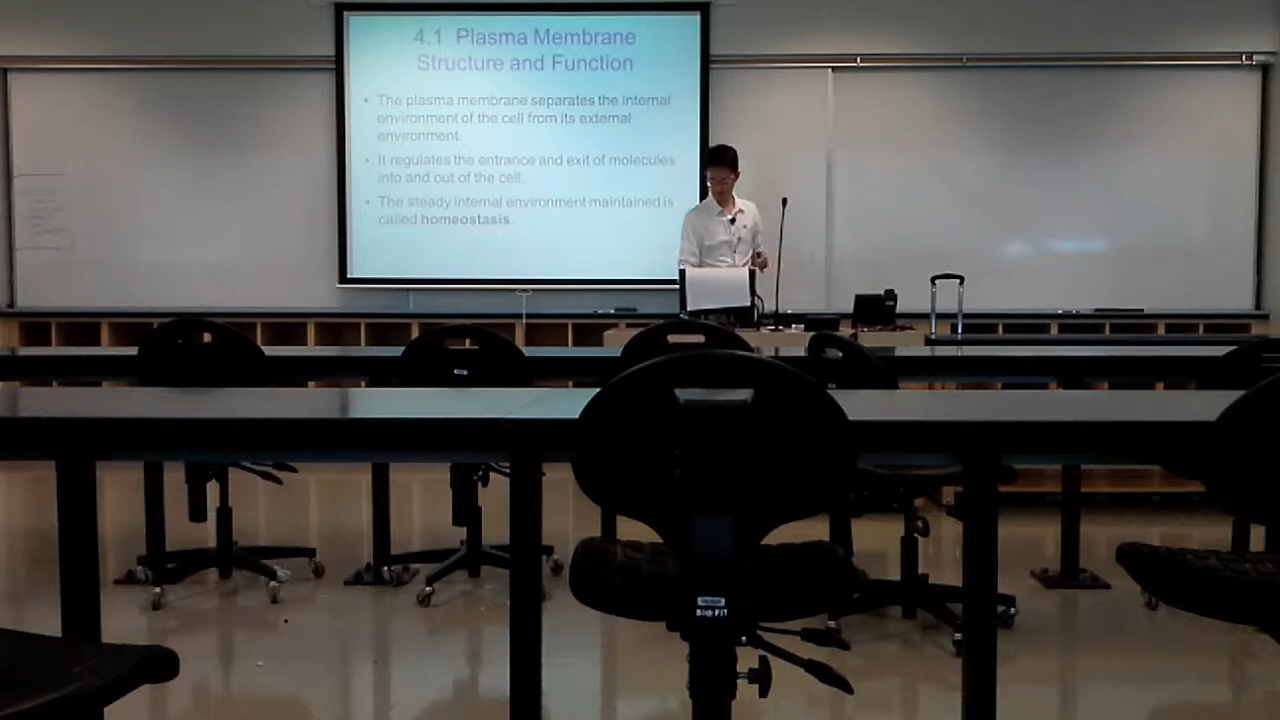 4.1 Plasma Membrane
Structure and Function
• The plasma membrane separates the internal
environment of the cell from its external
environment.
• It regulates the entrance and exit of molecules
into and out of the cell.
• The steady internal environment maintained is
called homeostasis.
FIT